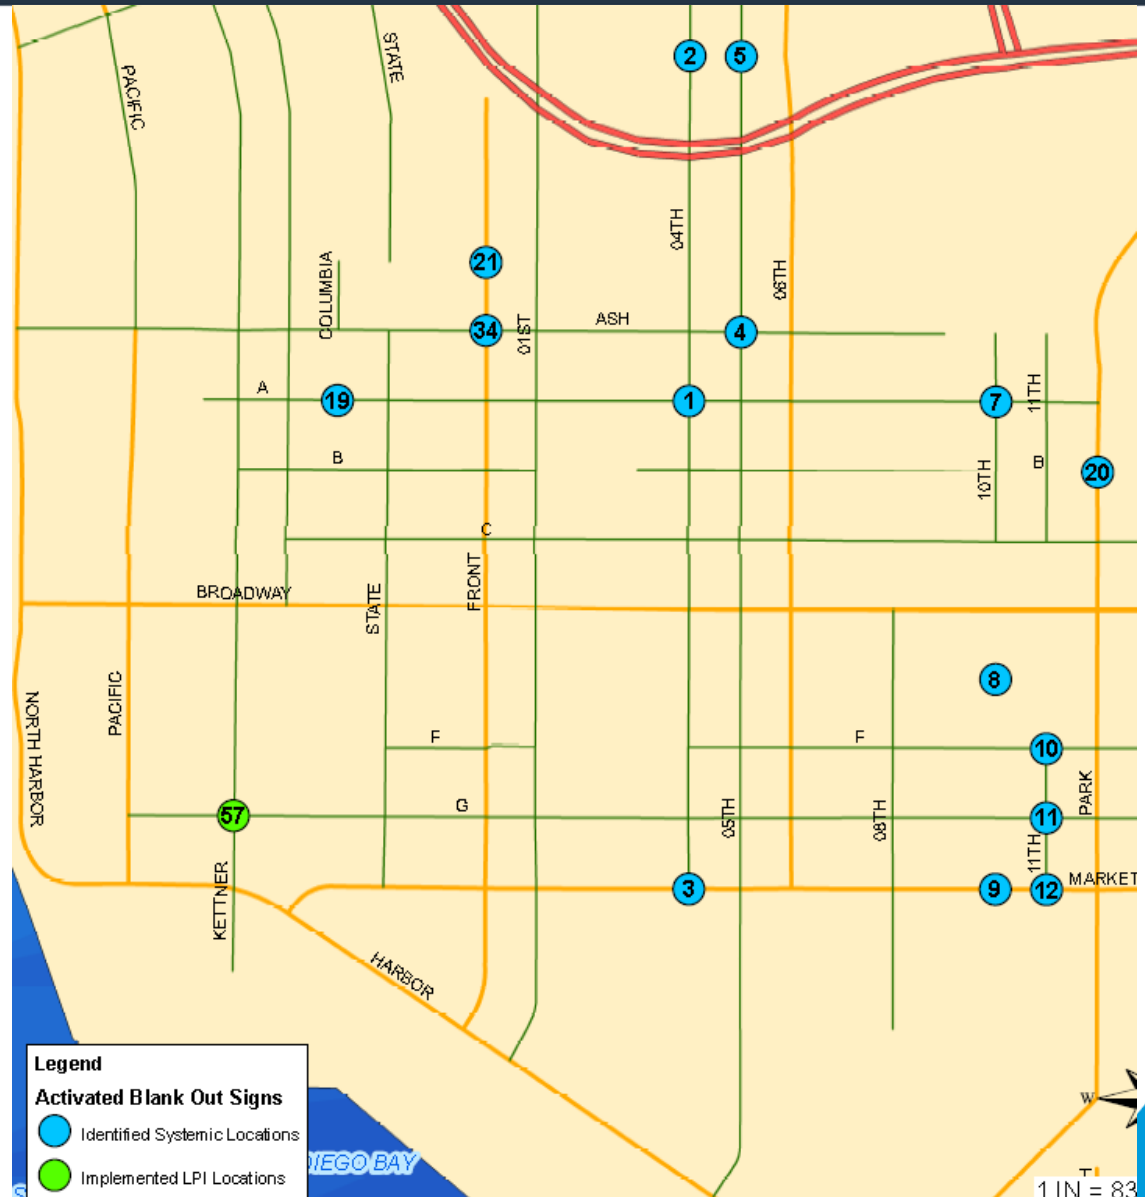 STATE
2
5
PACIFIC
04TH
21
COLUMBIA
06TH
34
01ST
ASH
4
A
19
1
7
11TH
B
10TH
B
20
C
FRONT
BROADWAY
STATE
8
PACIFIC
NORTH HARBOR
F
F
10
57
G
05TH
08TH
11
PARK
11TH
KETTNER
3
9
12
MARKET
HARBOR
Legend
Activated Blank Out Signs
Identified Systemic Locations
Implemented LPI Locations
DIEGO BAY
S
W
1 IN = 83